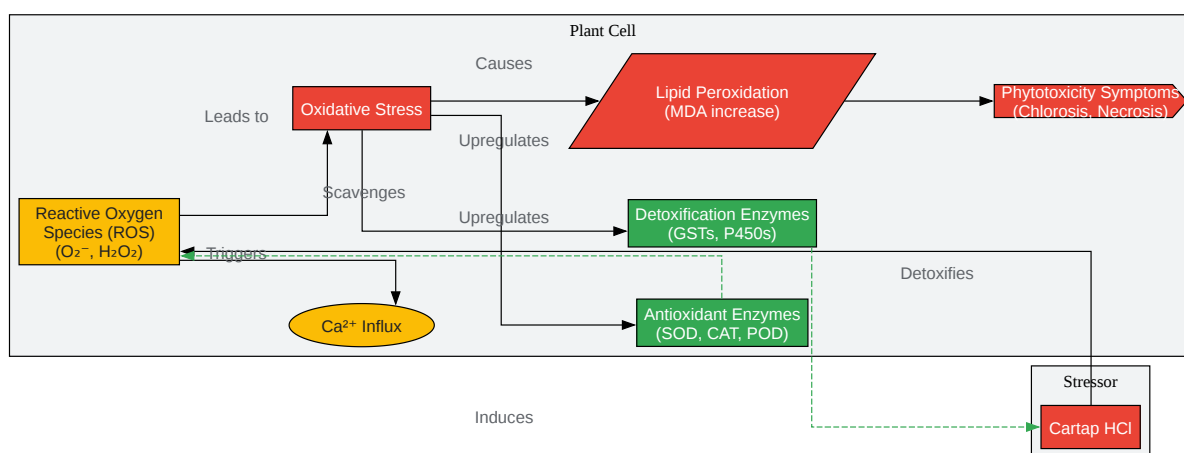 Plant Cell
Causes
Oxidative Stress
Lipid Peroxidation
(MDA increase)
Phytotoxicity Symptoms
(Chlorosis, Necrosis)
Leads to
Upregulates
Scavenges
Reactive Oxygen
Species (ROS)
(O₂⁻, H₂O₂)
Upregulates
Detoxification Enzymes
(GSTs, P450s)
Triggers
Detoxifies
Ca²⁺ Influx
Antioxidant Enzymes
(SOD, CAT, POD)
Stressor
Induces
Cartap HCl